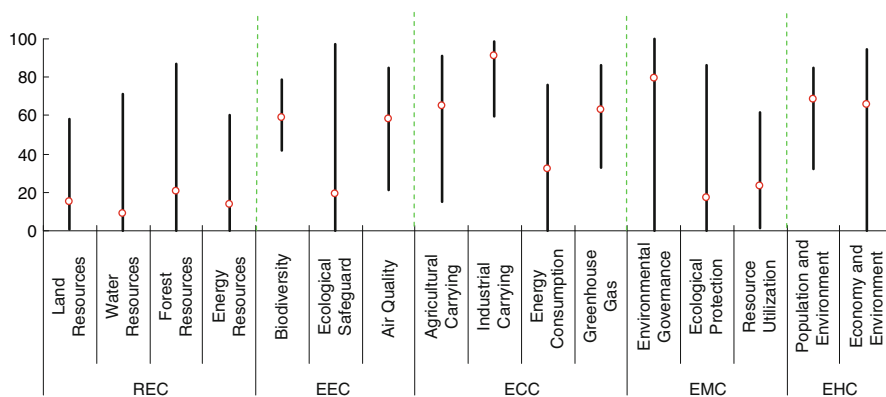 100
80
60
40
20
0
Land
Resources
Water
Resources
Forest
Resources
Energy
Resources
Biodiversity
Ecological
Safeguard
Air Quality
Agricultural
Carrying
Industrial
Carrying
Energy
Consumption
Greenhouse
Gas
Environmental
Governance
Ecological
Protection
Resource
Utilization
Population and
Environment
Economy and
Environment
REC
EEC
ECC
EMC
EHC